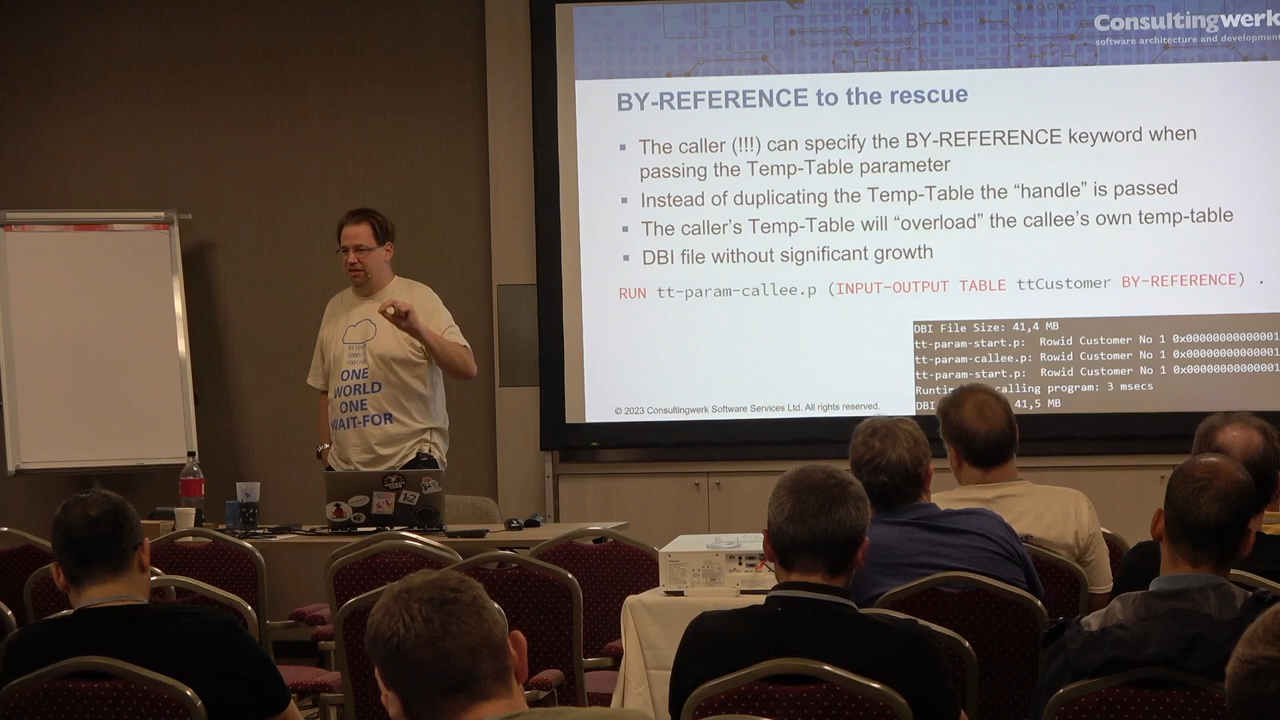 Consultingwerk
software architecture and development
BY-REFERENCE to the rescue
The caller (!!!) can specify the BY-REFERENCE keyword when
passing the Temp-Table parameter
Instead of duplicating the Temp-Table the “handle” is passed
The caller’s Temp-Table will “overload” the callee’s own temp-table
DBI file without significant growth
RUN tt-param-callee.p (INPUT-OUTPUT TABLE ttCustomer BY-REFERENCE) .
DBI File Size: 41,4 MB
tt-param-start.p: Rowid Customer No 1 0x00000000000001
tt-param-callee.p: Rowid Customer No 1 0x00000000000001
tt-param-start.p: Rowid Customer No 1 0x00000000000001
calling program: 3 msecs
DBI 41,5 MB
© 2023 Consultingwerk Software Services Ltd. All rights reserved.
ONE
WORLD
ONE
WAIT-FOR